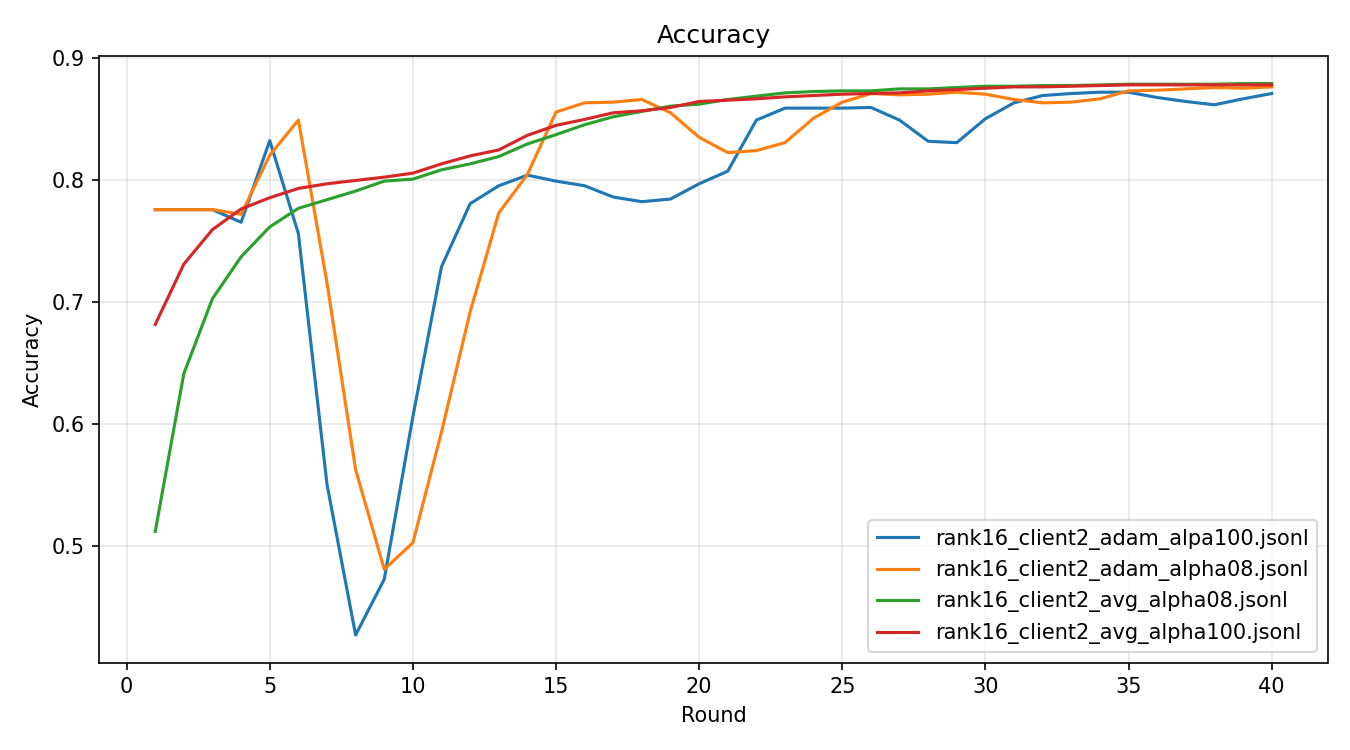 Accuracy
0.9
0.8
0.7
0.6
0.5
Accuracy
0 5 10 15 20 25 30 35 40
Round
rank16_client2_adam_alpa100.jsonl
rank16_client2_adam_alpha08.jsonl
rank16_client2_avg_alpha08.jsonl
rank16_client2_avg_alpha100.jsonl